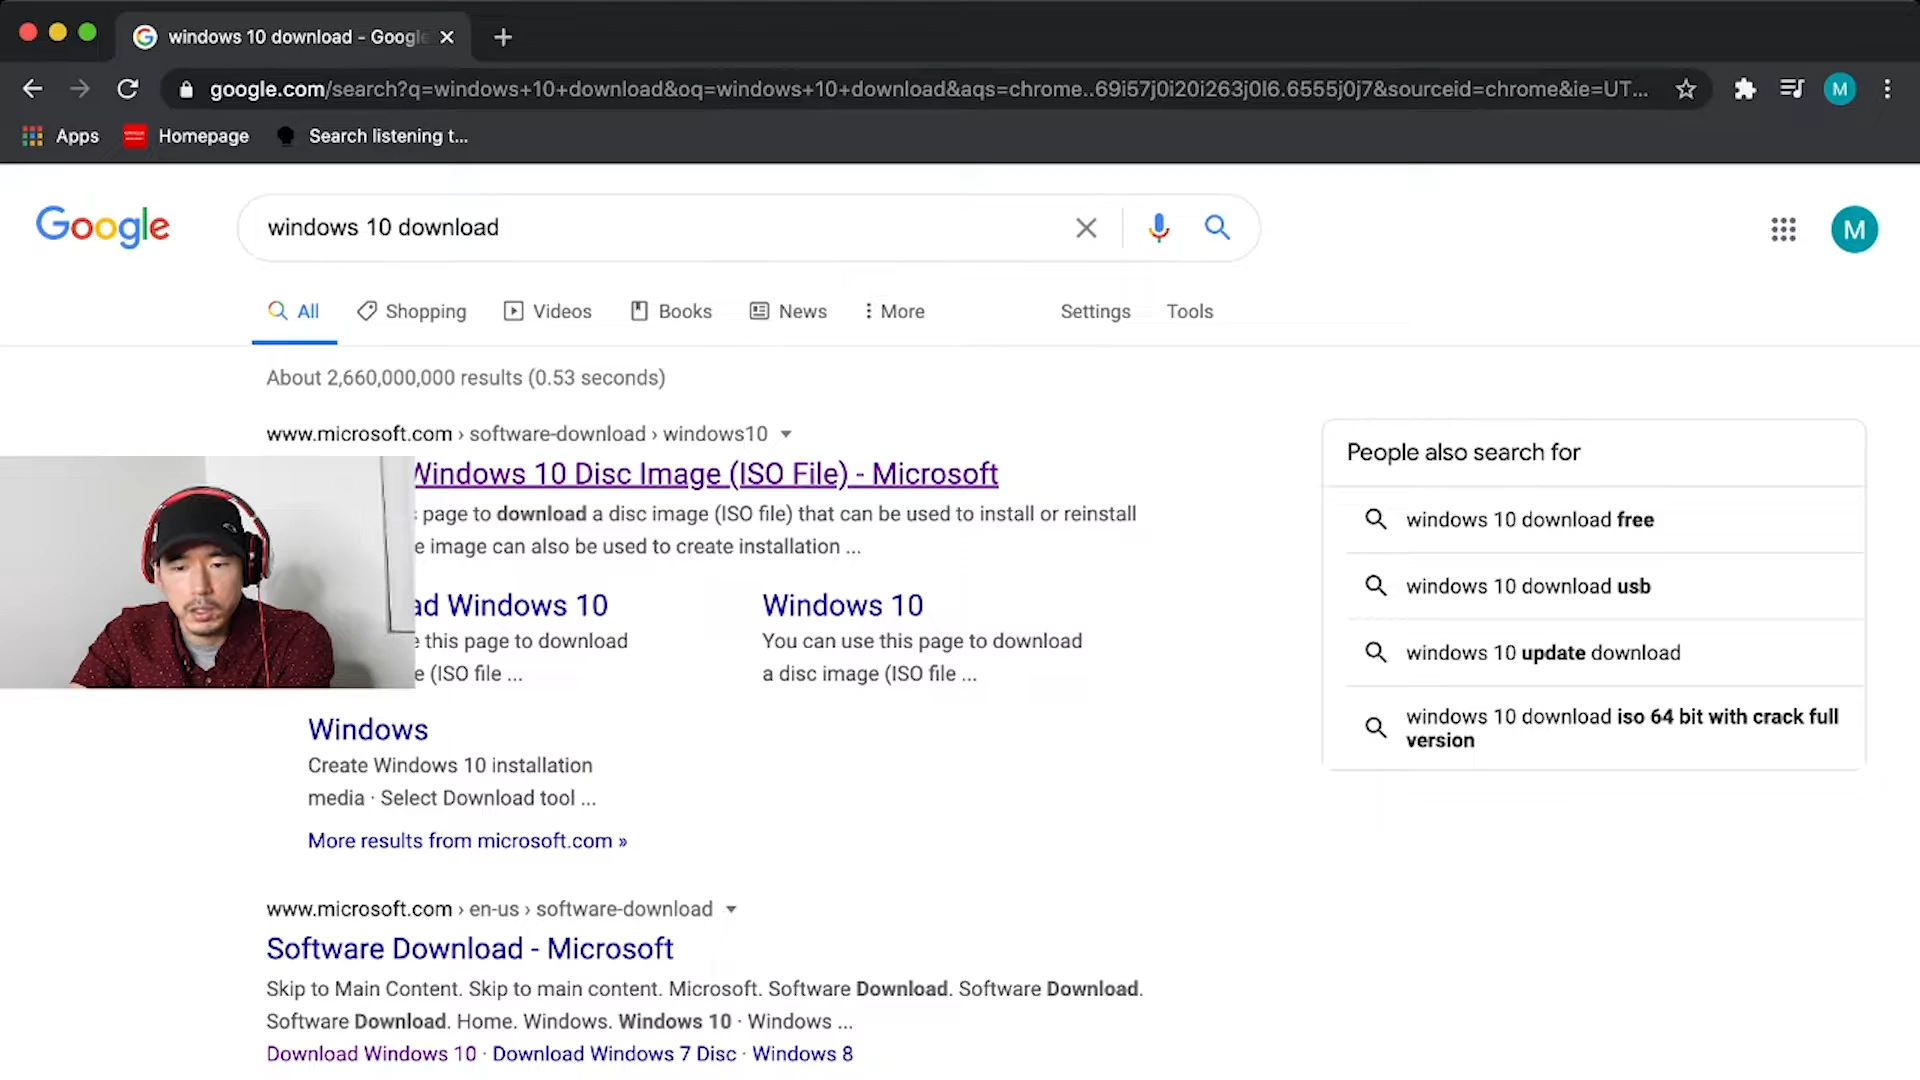 windows 10 download - Google
google.com/search?q=windows+10+download&oq=windows+10+download&aqs=chrome..69i57j0i20i263j0l6.6555j0j7&sourceid=chrome&ie=UT...
M
Apps
Homepage
Search listening t...
Google
windows 10 download
M
All
Shopping
Videos
Books
News
More
Settings
Tools
About 2,660,000,000 results (0.53 seconds)
www.microsoft.com › software-download › windows10
Windows 10 Disc Image (ISO File) - Microsoft
page to download a disc image (ISO file) that can be used to install or reinstall
e image can also be used to create installation ...
ad Windows 10
this page to download
e (ISO file ...
Windows 10
You can use this page to download
a disc image (ISO file ...
Windows
Create Windows 10 installation
media · Select Download tool ...
More results from microsoft.com »
www.microsoft.com › en-us › software-download
Software Download - Microsoft
Skip to Main Content. Skip to main content. Microsoft. Software Download. Software Download.
Software Download. Home. Windows. Windows 10 · Windows ...
Download Windows 10 · Download Windows 7 Disc · Windows 8
People also search for
windows 10 download free
windows 10 download usb
windows 10 update download
windows 10 download iso 64 bit with crack full
version